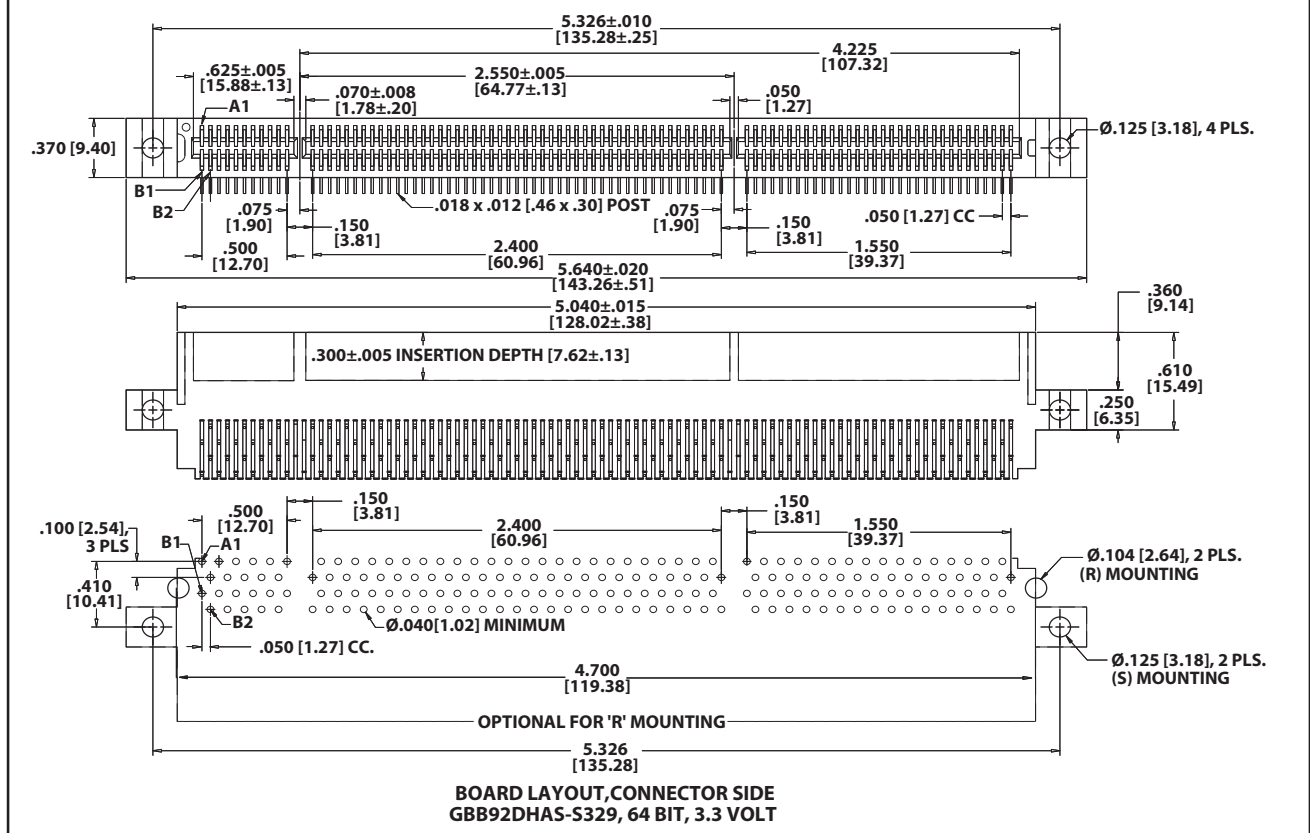 5.326±.010
[135.28±.25]
4.225
[107.32]
.625±.005
[15.88±.13]
2.550±.005
[64.77±.13]
.070±.008
[1.78±.20]
.050
[1.27]
A1
Ø.125 [3.18], 4 PLS.
.370 [9.40]
B1
B2
.018 x .012 [.46 x .30] POST
.075
[1.90]
.150
[3.81]
.075
[1.90]
.150
[3.81]
.050 [1.27] CC
.500
[12.70]
2.400
[60.96]
1.550
[39.37]
5.640±.020
[143.26±.51]
5.040±.015
[128.02±.38]
.360
[9.14]
.300±.005 INSERTION DEPTH [7.62±.13]
.610
[15.49]
.250
[6.35]
.100 [2.54],
3 PLS
.500
[12.70]
.150
[3.81]
2.400
[60.96]
.150
[3.81]
1.550
[39.37]
B1
A1
Ø.104 [2.64], 2 PLS.
(R) MOUNTING
.410
[10.41]
B2
Ø.040[1.02] MINIMUM
.050 [1.27] CC.
Ø.125 [3.18], 2 PLS.
(S) MOUNTING
4.700
[119.38]
OPTIONAL FOR 'R' MOUNTING
5.326
[135.28]
BOARD LAYOUT,CONNECTOR SIDE
GBB92DHAS-S329, 64 BIT, 3.3 VOLT